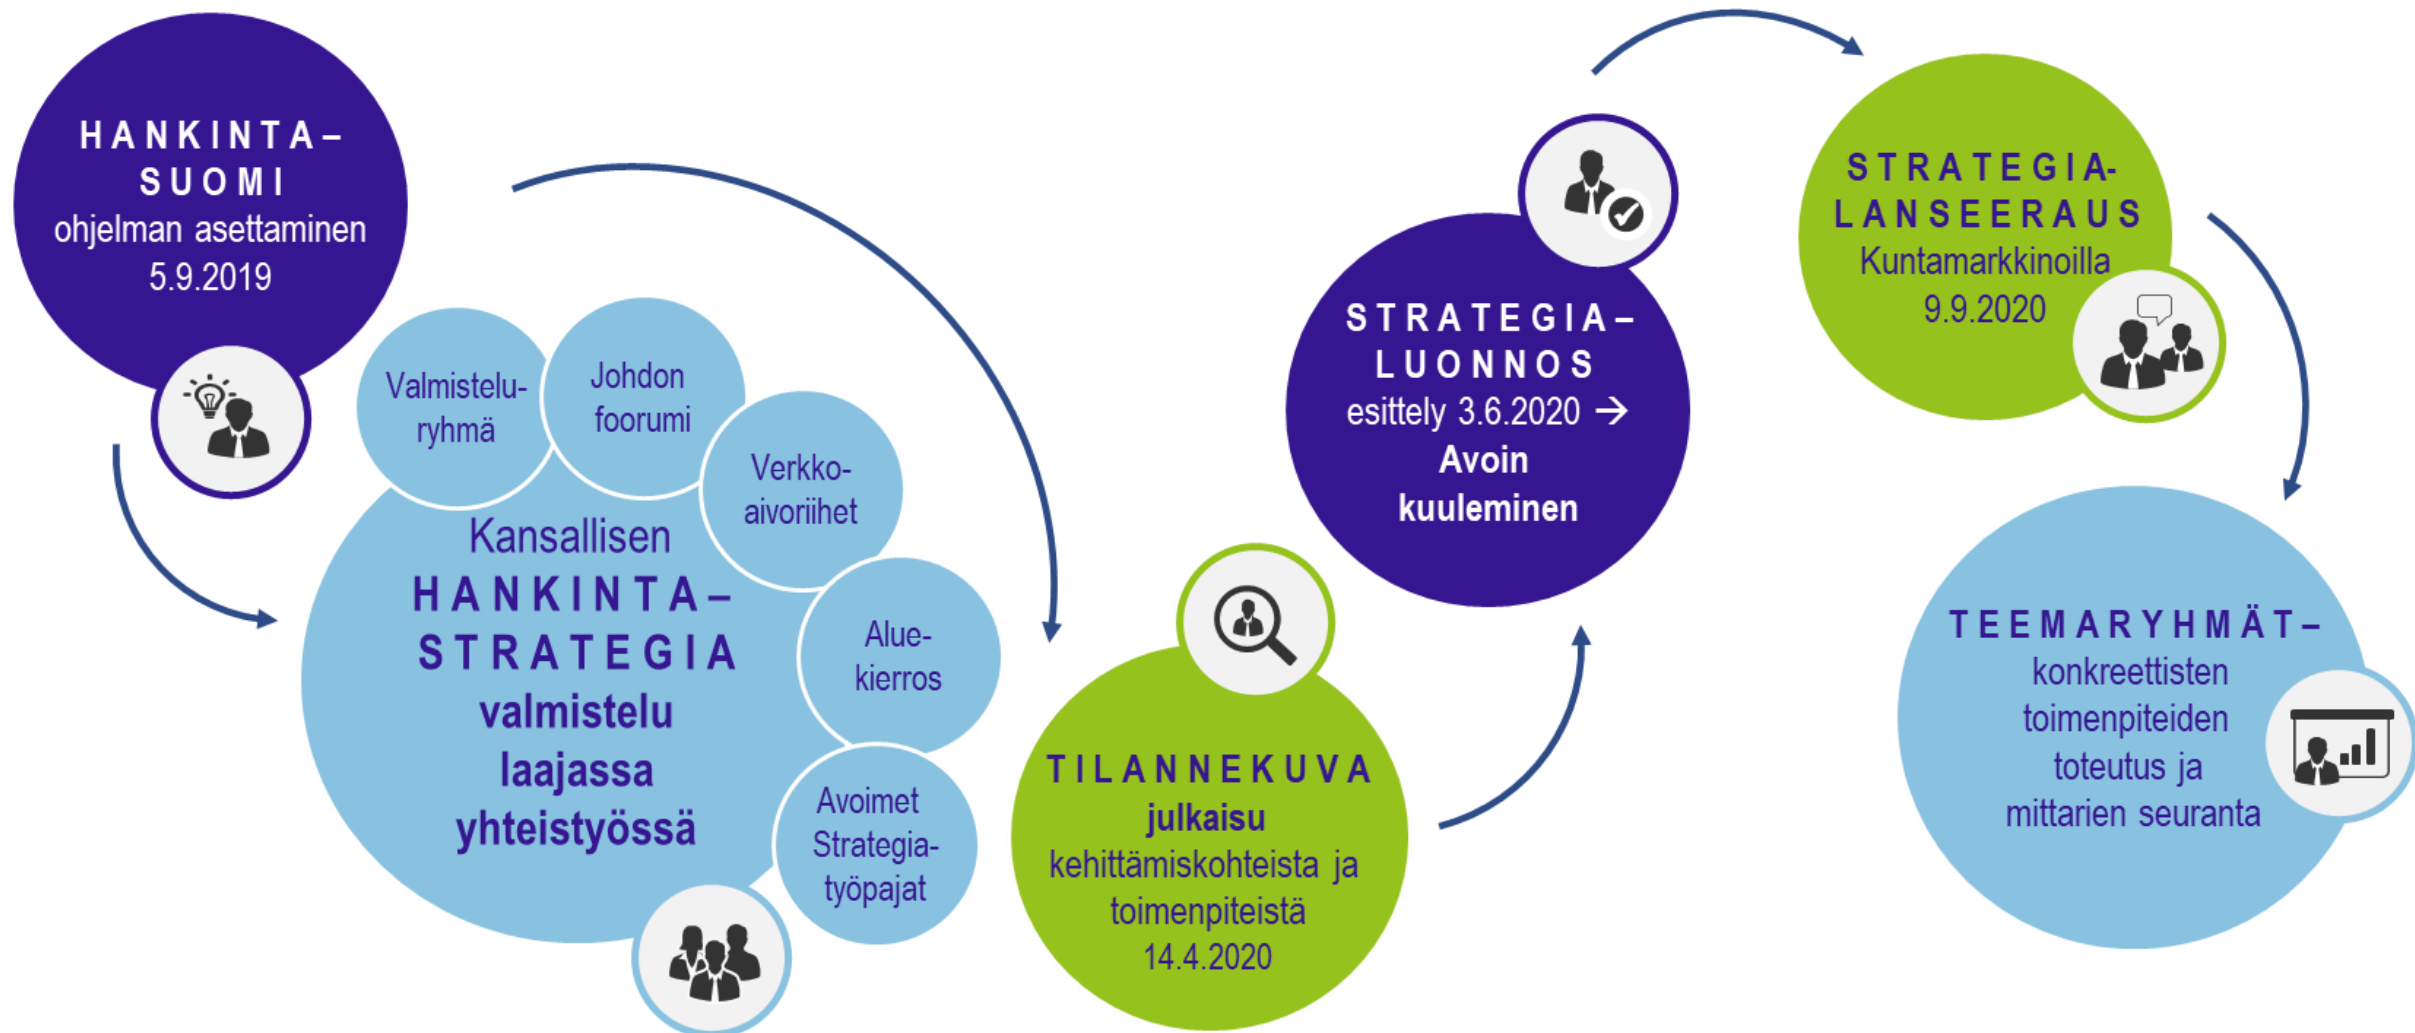 HANKINTA–
SUOMI
ohjelman asettaminen
5.9.2019
Valmistelu-
ryhmä
Johdon
foorumi
Verkko-
aivoriihet
Alue-
kierros
Avoimet
Strategia-
työpajat
Kansallisen
HANKINTA–
STRATEGIA
valmistelu
laajassa
yhteistyössä
TILANNEKUVA
julkaisu
kehittämiskohteista ja
toimenpiteistä
14.4.2020
STRATEGIA–
LUONNOS
esittely 3.6.2020 →
Avoin
kuuleminen
STRATEGIA-
LANSEERAUS
Kuntamarkkinoilla
9.9.2020
TEEMARYHMÄT–
konkreettisten
toimenpiteiden
toteutus ja
mittarien seuranta